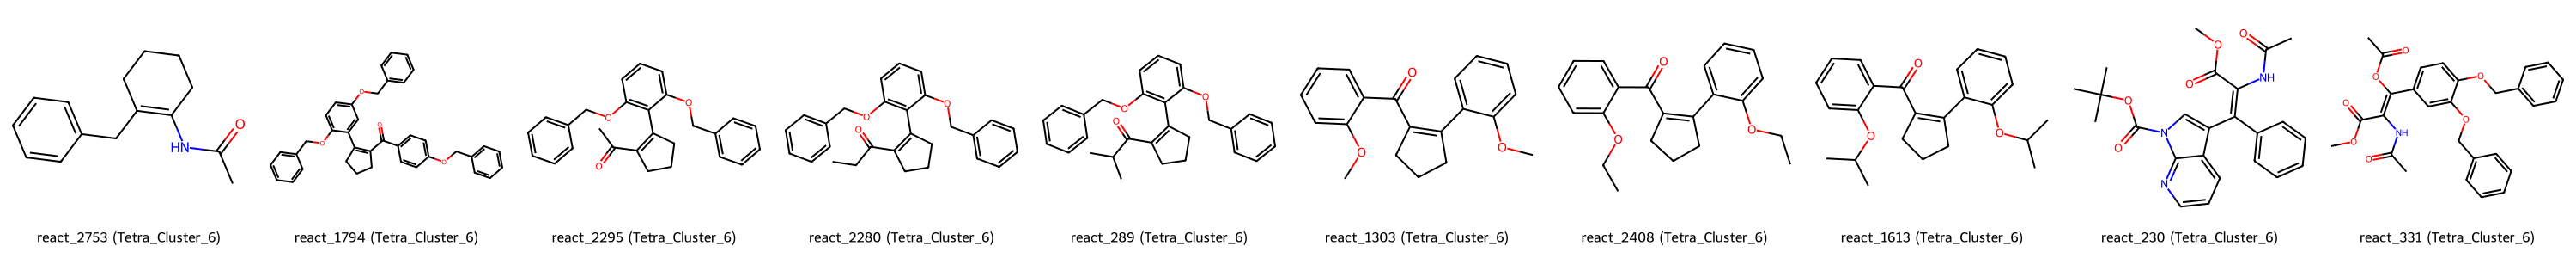 react_2753 (Tetra_Cluster_6)
react_1794 (Tetra_Cluster_6)
react_2295 (Tetra_Cluster_6)
react_2280 (Tetra_Cluster_6)
react_289 (Tetra_Cluster_6)
react_1303 (Tetra_Cluster_6)
react_2408 (Tetra_Cluster_6)
react_1613 (Tetra_Cluster_6)
react_230 (Tetra_Cluster_6)
react_331 (Tetra_Cluster_6)